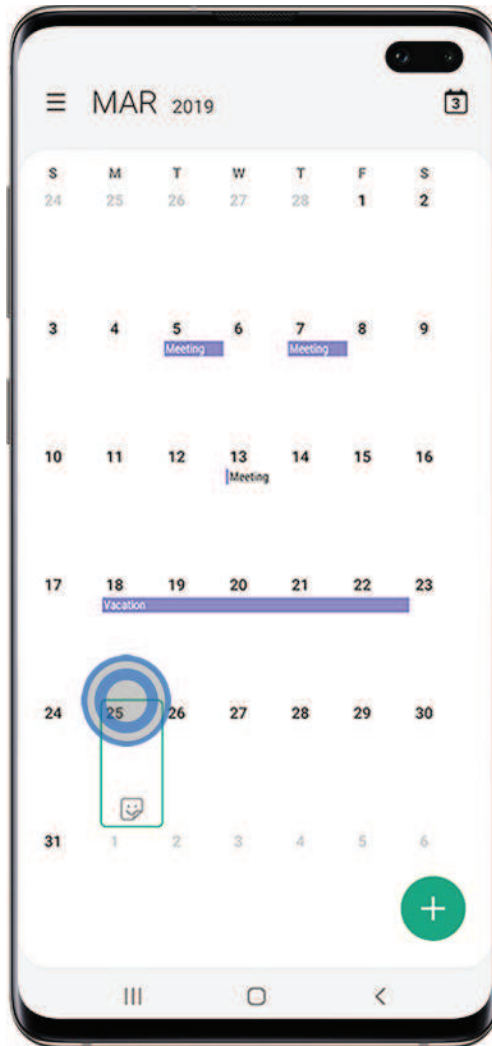 MAR 2019
3
S M T W T F S
24 25 26 27 28 1 2
3 4 5 6 7 8 9
Meeting Meeting
10 11 12 13 14 15 16
Meeting
17 18 19 20 21 22 23
Vacation
24 25 26 27 28 29 30
31 1 2 3 4 5 6